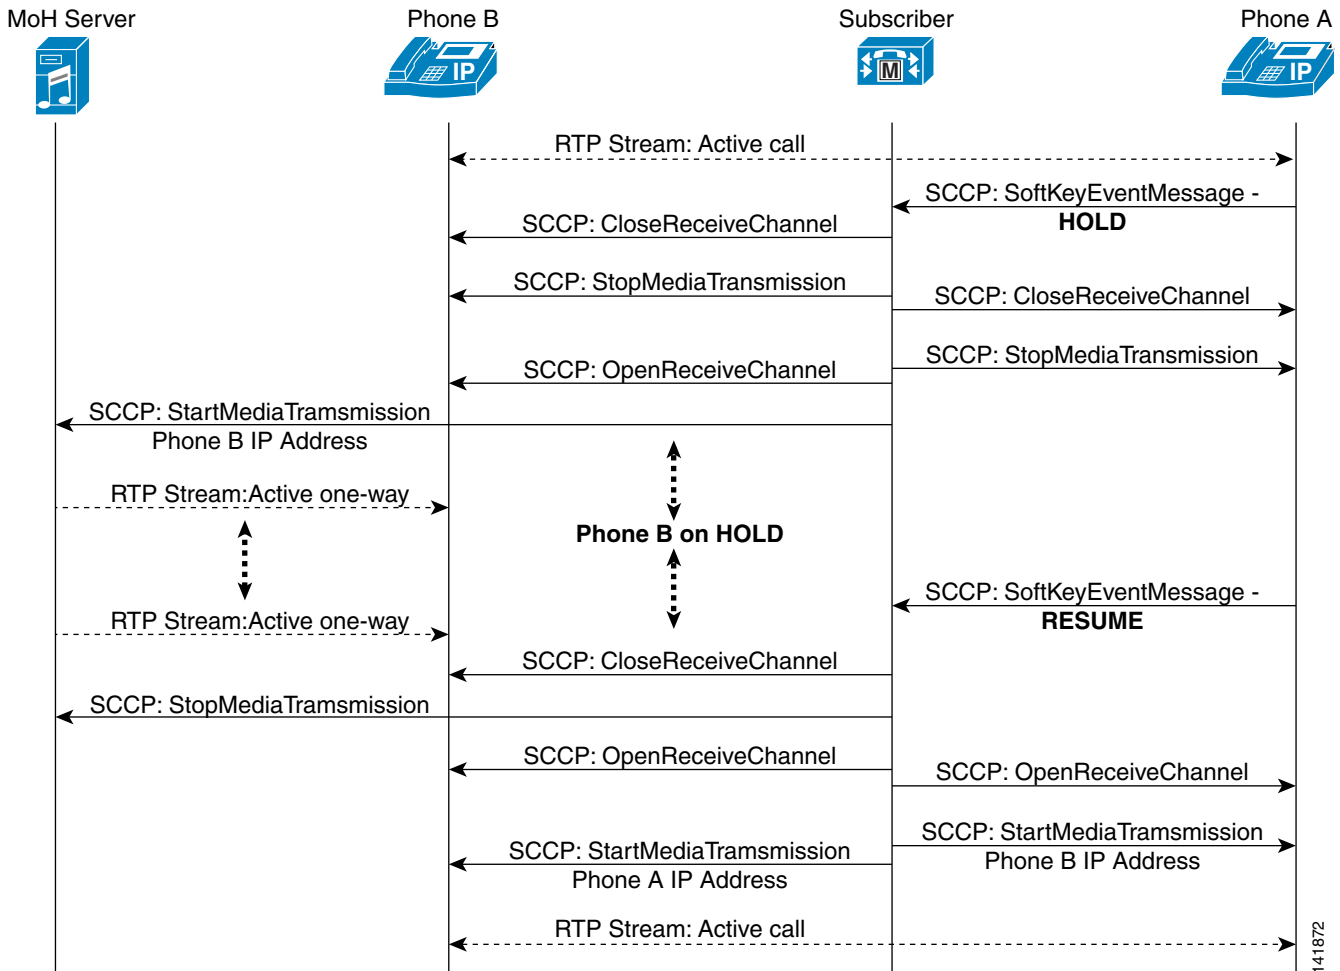 MoH Server
Phone B
Subscriber
Phone A
IP
M
IP
RTP Stream: Active call
SCCP: SoftKeyEventMessage -
HOLD
SCCP: CloseReceiveChannel
SCCP: StopMediaTransmission
SCCP: CloseReceiveChannel
SCCP: StopMediaTransmission
SCCP: OpenReceiveChannel
SCCP: StartMediaTramsmission
Phone B IP Address
RTP Stream:Active one-way
Phone B on HOLD
SCCP: SoftKeyEventMessage -
RESUME
RTP Stream:Active one-way
SCCP: CloseReceiveChannel
SCCP: StopMediaTramsmission
SCCP: OpenReceiveChannel
SCCP: OpenReceiveChannel
SCCP: StartMediaTramsmission
Phone B IP Address
SCCP: StartMediaTramsmission
Phone A IP Address
RTP Stream: Active call
141872